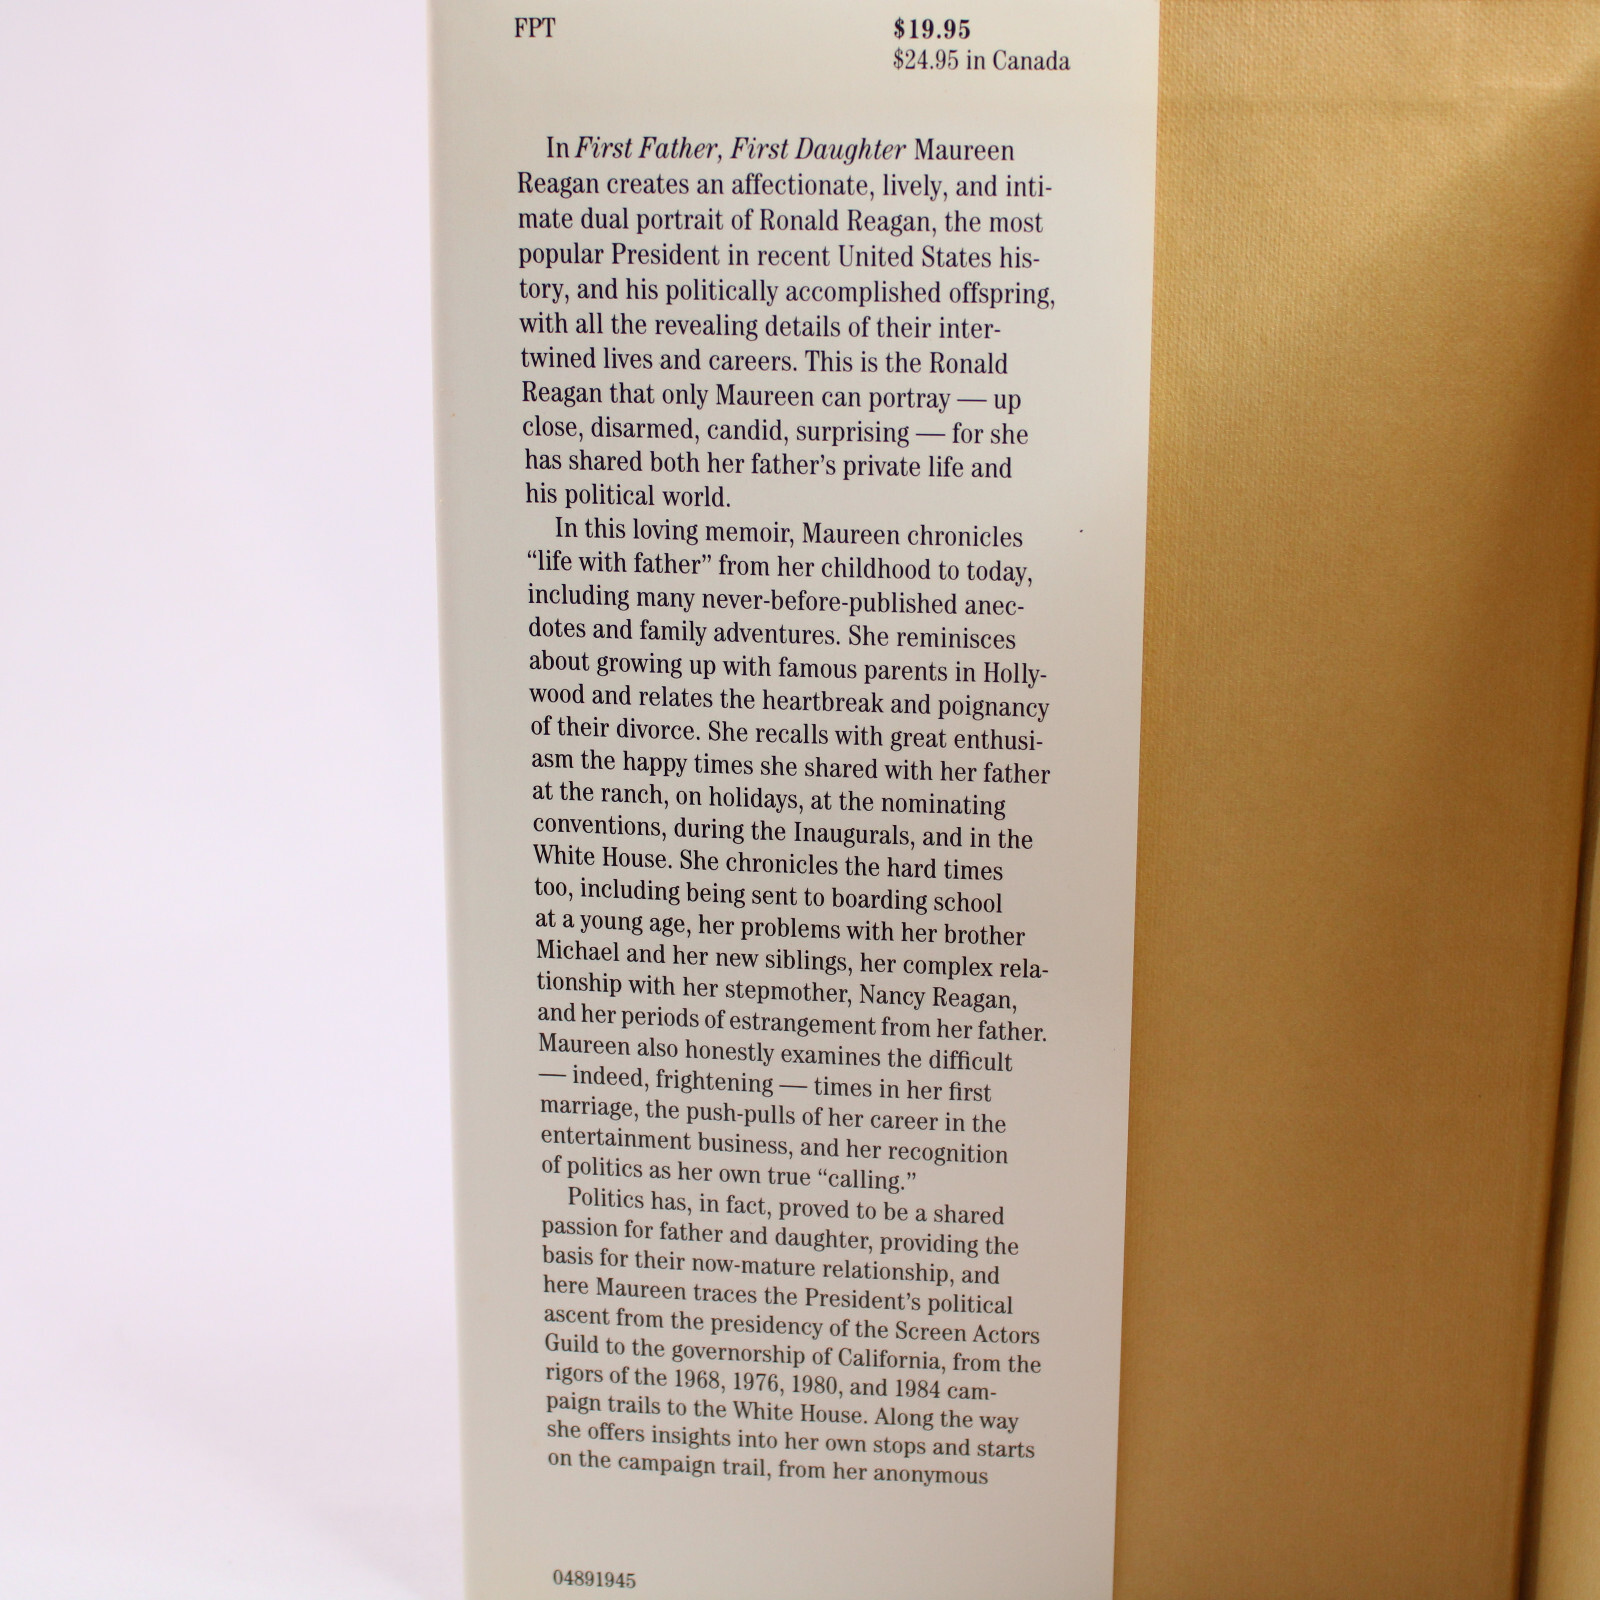 FPT
$19.95
$24.95 in Canada
In First Father, First Daughter Maureen
Reagan creates an affectionate, lively, and inti-
mate dual portrait of Ronald Reagan, the most
popular President in recent United States his-
tory, and his politically accomplished offspring,
with all the revealing details of their inter-
twined lives and careers. This is the Ronald
Reagan that only Maureen can portray — up
close, disarmed, candid, surprising — for she
has shared both her father's private life and
his political world.
In this loving memoir, Maureen chronicles
“life with father” from her childhood to today,
including many never-before-published anec-
dotes and family adventures. She reminisces
about growing up with famous parents in Holly-
wood and relates the heartbreak and poignancy
of their divorce. She recalls with great enthusi-
asm the happy times she shared with her father
at the ranch, on holidays, at the nominating
conventions, during the Inaugurals, and in the
White House. She chronicles the hard times
too, including being sent to boarding school
at a young age, her problems with her brother
Michael and her new siblings, her complex rela-
tionship with her stepmother, Nancy Reagan,
and her periods of estrangement from her father.
Maureen also honestly examines the difficult
— indeed, frightening — times in her first
marriage, the push-pulls of her career in the
entertainment business, and her recognition
of politics as her own true “calling.”
Politics has, in fact, proved to be a shared
passion for father and daughter, providing the
basis for their now-mature relationship, and
here Maureen traces the President's political
ascent from the presidency of the Screen Actors
Guild to the governorship of California, from the
rigors of the 1968, 1976, 1980, and 1984 cam-
paign trails to the White House. Along the way
she offers insights into her own stops and starts
on the campaign trail, from her anonymous
04891945